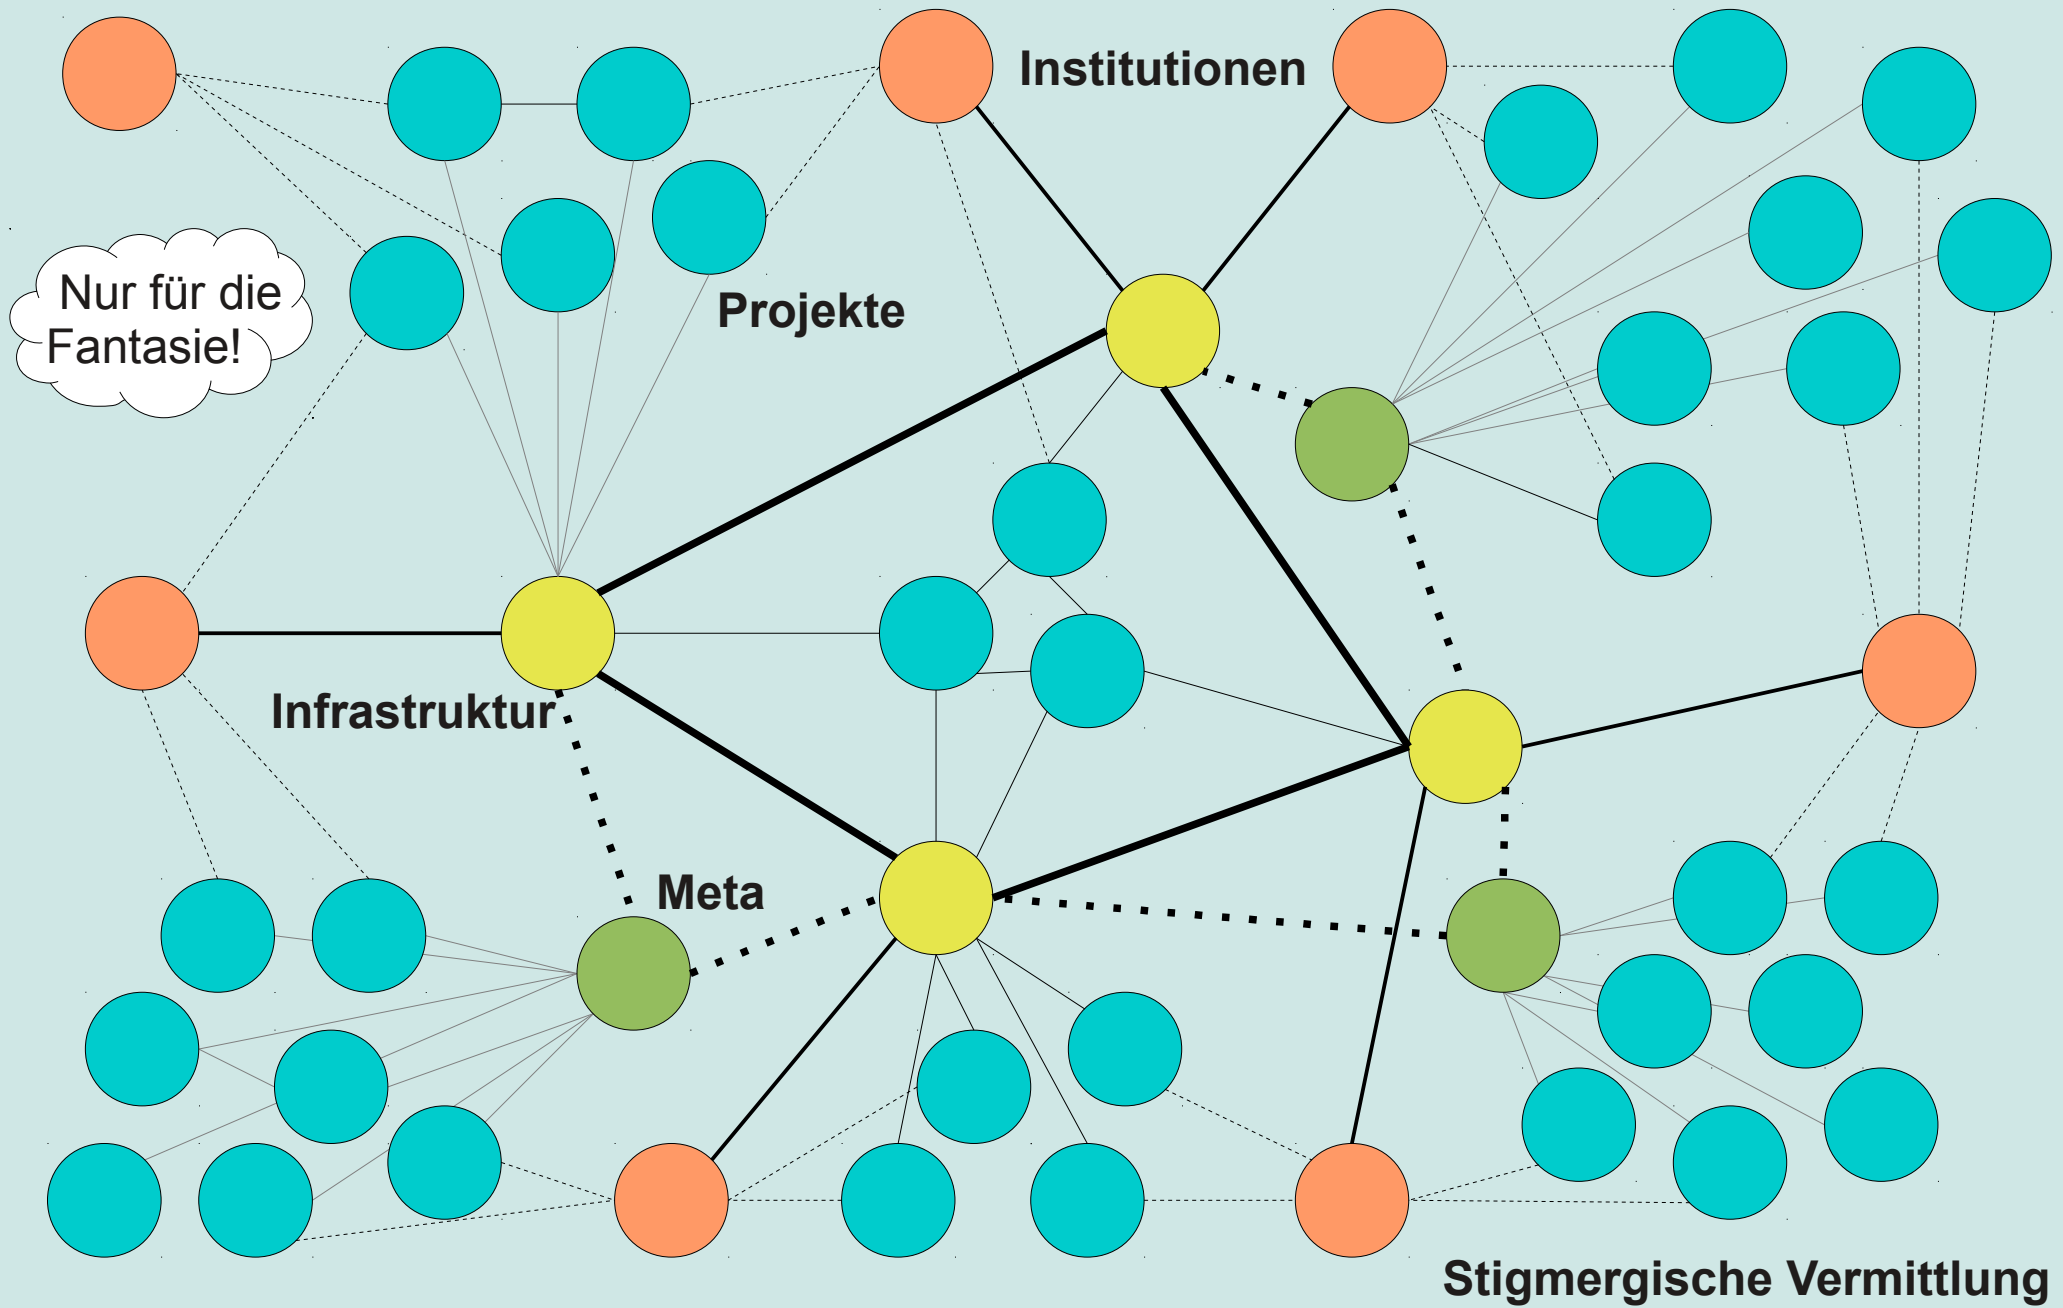 Institutionen
Nur für die
Fantasie!
Projekte
Infrastruktur
Meta
Stigmergische Vermittlung